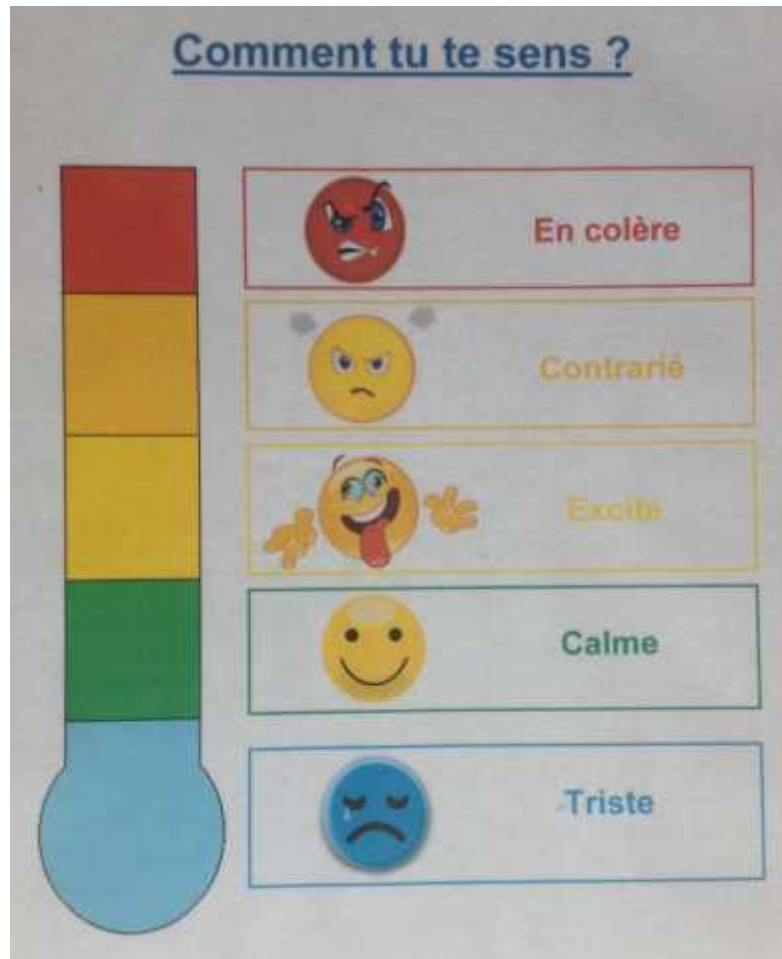 Comment tu te sens ?
En colère
Contrarié
Excité
Calme
Triste